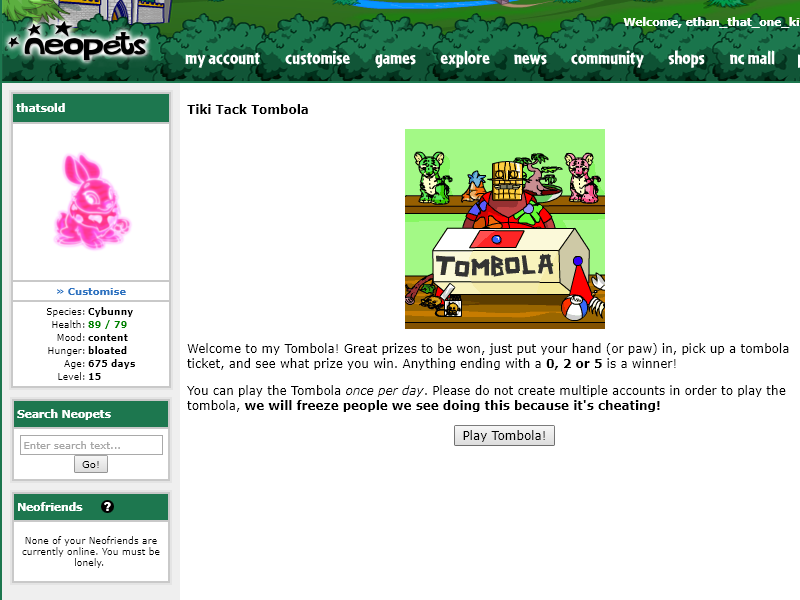 Welcome, ethan_that_one_ki
neopets
my account customise games explore news community shops nc mall
thatsold
» Customise
Species: Cybunny
Health: 89 / 79
Mood: content
Hunger: bloated
Age: 675 days
Level: 15
Search Neopets
Enter search text...
Go!
Neofriends ?
None of your Neofriends are
currently online. You must be
lonely.
Tiki Tack Tombola
TOMBOLA
Welcome to my Tombola! Great prizes to be won, just put your hand (or paw) in, pick up a tombola
ticket, and see what prize you win. Anything ending with a 0, 2 or 5 is a winner!
You can play the Tombola once per day. Please do not create multiple accounts in order to play the
tombola, we will freeze people we see doing this because it's cheating!
Play Tombola!